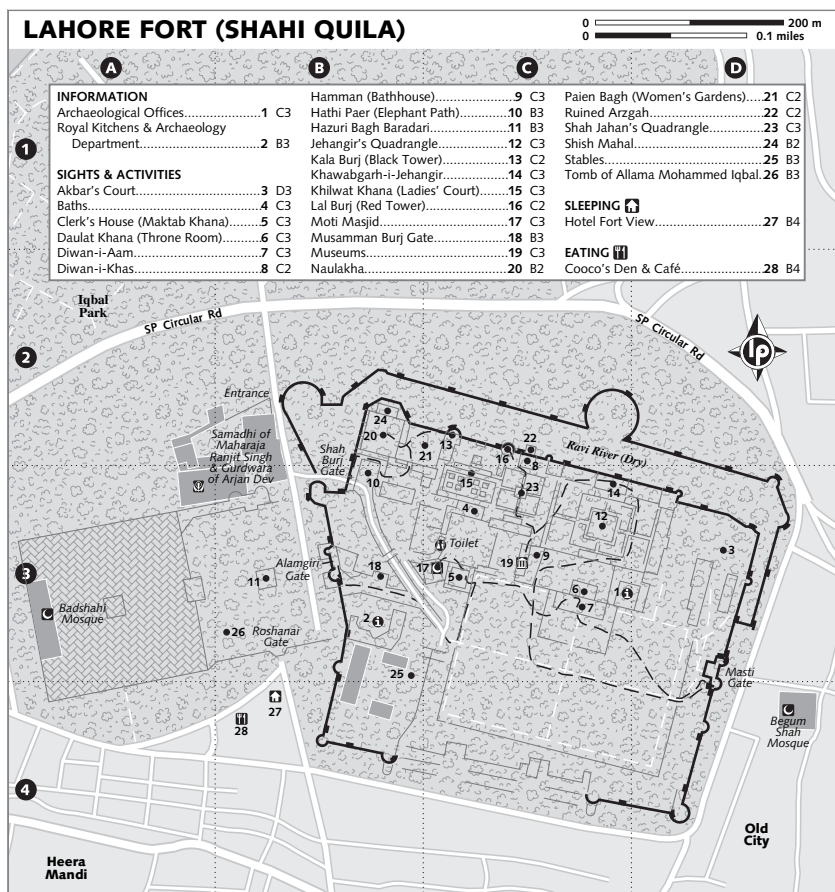 LAHORE FORT (SHAHI QUILA)
0 200 m
0 0.1 miles
A B C D
INFORMATION
Archaeological Offices...........................1 C3
Royal Kitchens & Archaeology
Department...........................2 B3
SIGHTS & ACTIVITIES
Akbar's Court...........................3 D3
Baths...........................4 C3
Clerk's House (Maktab Khana)...........................5 C3
Daulat Khana (Throne Room)...........................6 C3
Diwan-i-Aam...........................7 C3
Diwan-i-Khas...........................8 C2
Hamman (Bathhouse)...........................9 C3
Hathi Paer (Elephant Path)...........................10 B3
Hazuri Bagh Baradari...........................11 B3
Jehangir's Quadrangle...........................12 C3
Kala Burj (Black Tower)...........................13 C2
Khawabgarh-i-Jehangir...........................14 C3
Khilwat Khana (Ladies' Court)...........................15 C3
Lal Burj (Red Tower)...........................16 C2
Moti Masjid...........................17 C3
Musamman Burj Gate...........................18 B3
Museums...........................19 C3
Naulakha...........................20 B2
Paien Bagh (Women's Gardens)...........................21 C2
Ruined Arzgah...........................22 C2
Shah Jahan's Quadrangle...........................23 C3
Shish Mahal...........................24 B2
Stables...........................25 B3
Tomb of Allama Mohammed Iqbal.26 B3
SLEEPING
Hotel Fort View...........................27 B4
EATING
Cooco's Den & Café...........................28 B4
1
Iqbal
Park
SP Circular Rd
SP Circular Rd
lp
2
Entrance
Samadhi of
Maharaja
Ranjit Singh
& Gurdwara
of Arjan Dev
Shah
Burj
Gate
24
20
21
13
16
22
8
Ravi River (Dry)
10
15
23
14
4
12
Toilet
3
3
Alamgiri
Gate
11
18
17
5
19
9
6
7
1
Badshahi
Mosque
26
Roshanai
Gate
2
25
Masti
Gate
27
28
Begum
Shah
Mosque
4
Heera
Mandi
Old
City